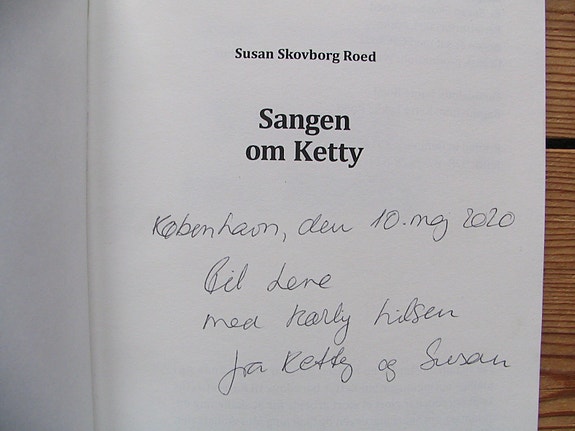 Susan Skovborg Roed
Sangen
om Ketty
København, den 10. maj 2020
Til Lene
med kærlig hilsen
fra Ketty og Susan